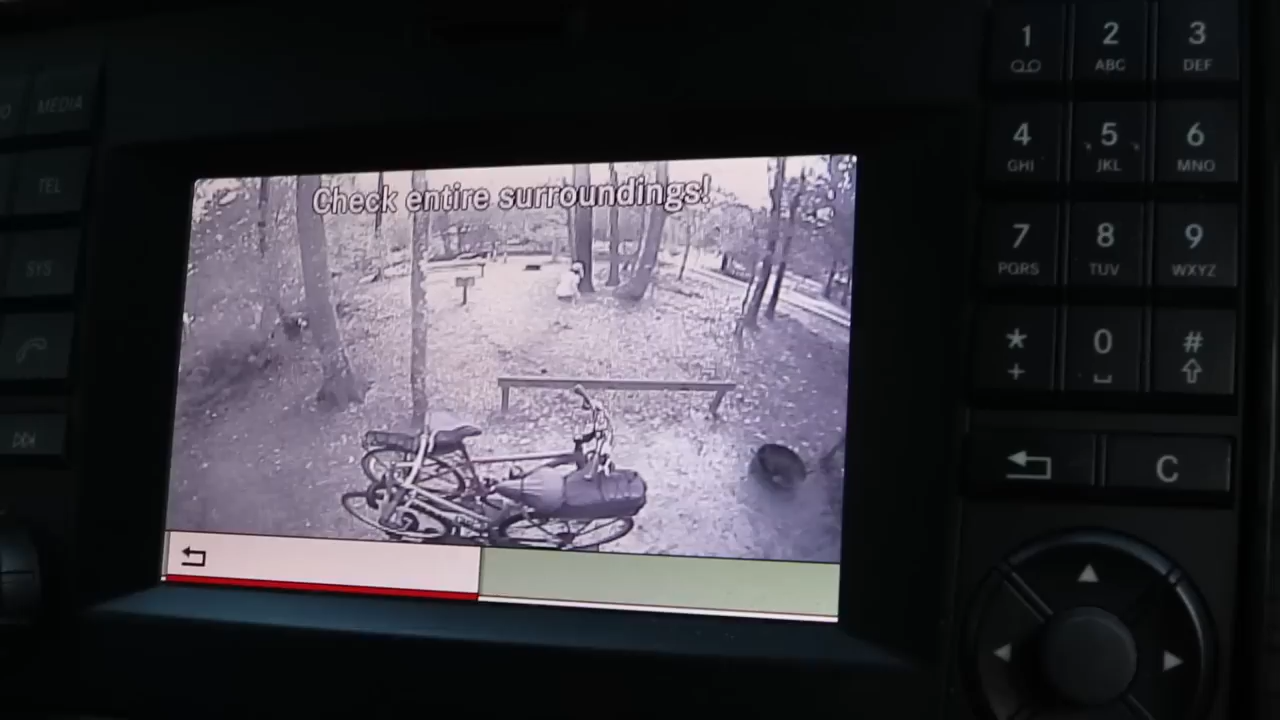 Check entire surroundings!
MEDIA
TEL
SYS
1
2
ABC
3
DEF
4
GHI
5
JKL
6
MNO
7
PQRS
8
TUV
9
WXYZ
*
+
0
#
C